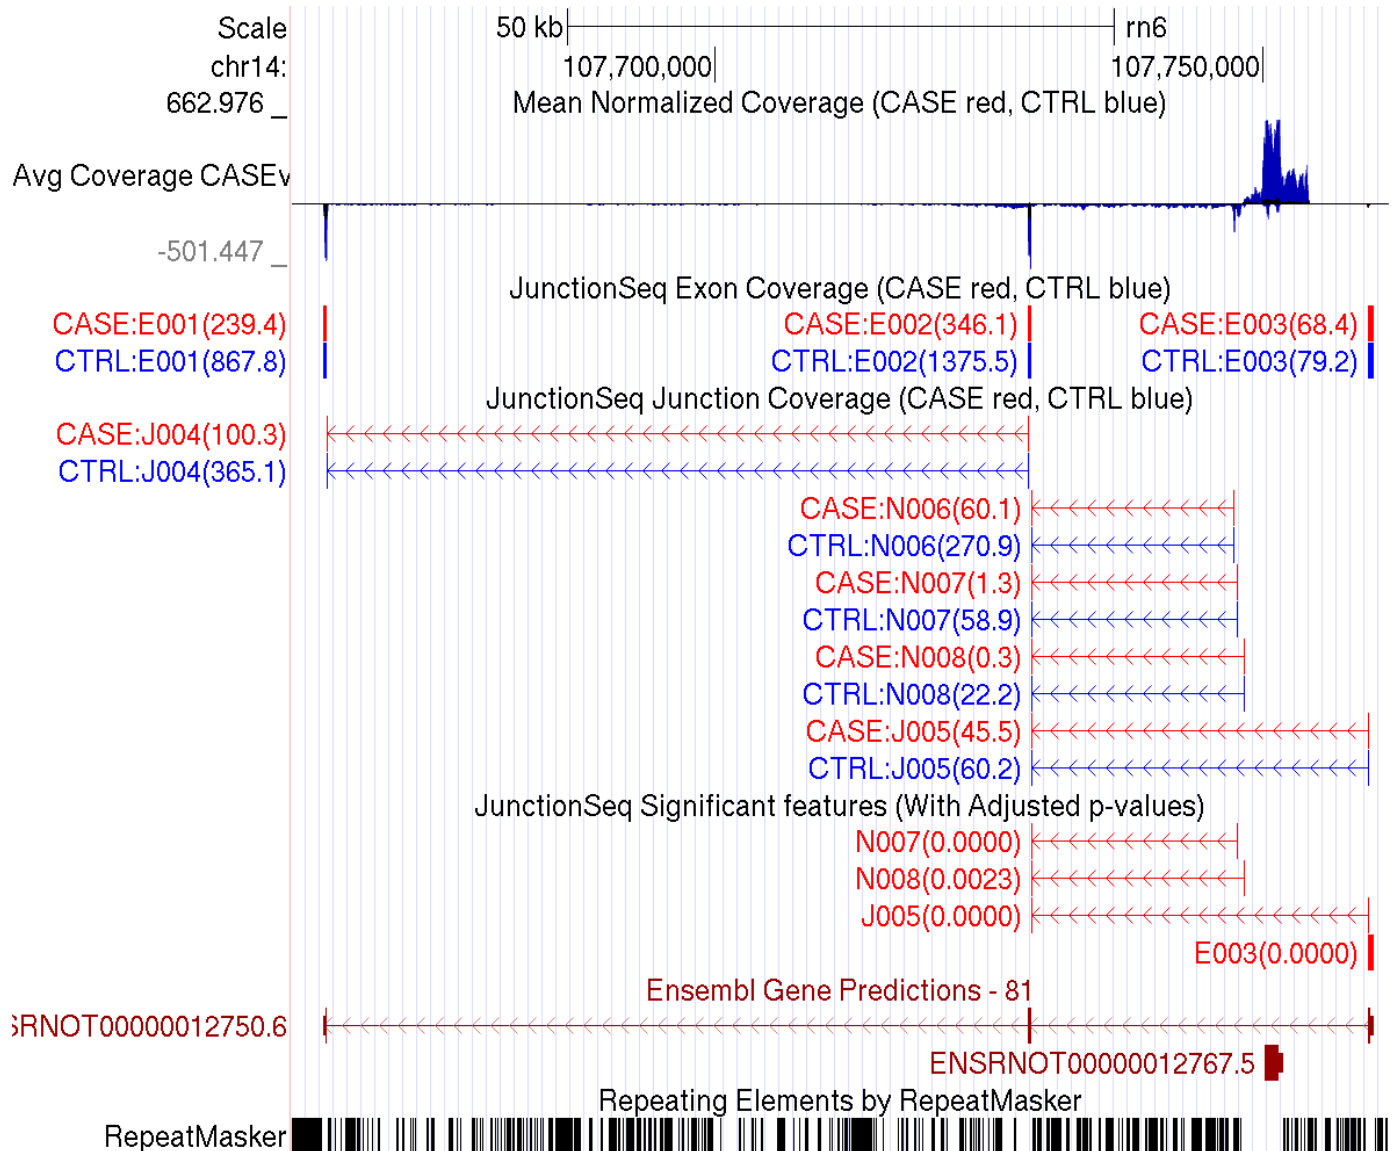 Scale 50 kb rn6
chr14: 107,700,000 107,750,000
662.976 _ Mean Normalized Coverage (CASE red, CTRL blue)
Avg Coverage CASEv
-501.447 _
JunctionSeq Exon Coverage (CASE red, CTRL blue)
CASE:E001(239.4) CASE:E002(346.1) CASE:E003(68.4)
CTRL:E001(867.8) CTRL:E002(1375.5) CTRL:E003(79.2)
JunctionSeq Junction Coverage (CASE red, CTRL blue)
CASE:J004(100.3)
CTRL:J004(365.1)
CASE:N006(60.1)
CTRL:N006(270.9)
CASE:N007(1.3)
CTRL:N007(58.9)
CASE:N008(0.3)
CTRL:N008(22.2)
CASE:J005(45.5)
CTRL:J005(60.2)
JunctionSeq Significant features (With Adjusted p-values)
N007(0.0000)
N008(0.0023)
J005(0.0000)
E003(0.0000)
Ensembl Gene Predictions - 81
SRNOT00000012750.6
ENSRNOT00000012767.5
Repeating Elements by RepeatMasker
RepeatMasker